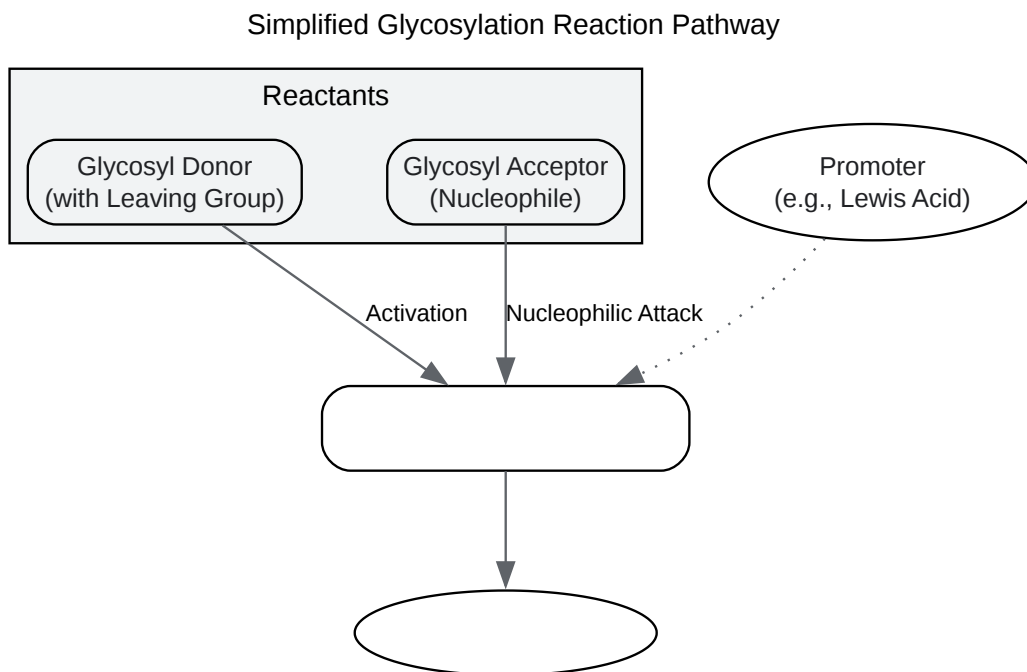 Simplified Glycosylation Reaction Pathway
Reactants
Glycosyl Donor
(with Leaving Group)
Glycosyl Acceptor
(Nucleophile)
Promoter
(e.g., Lewis Acid)
Activation
Nucleophilic Attack